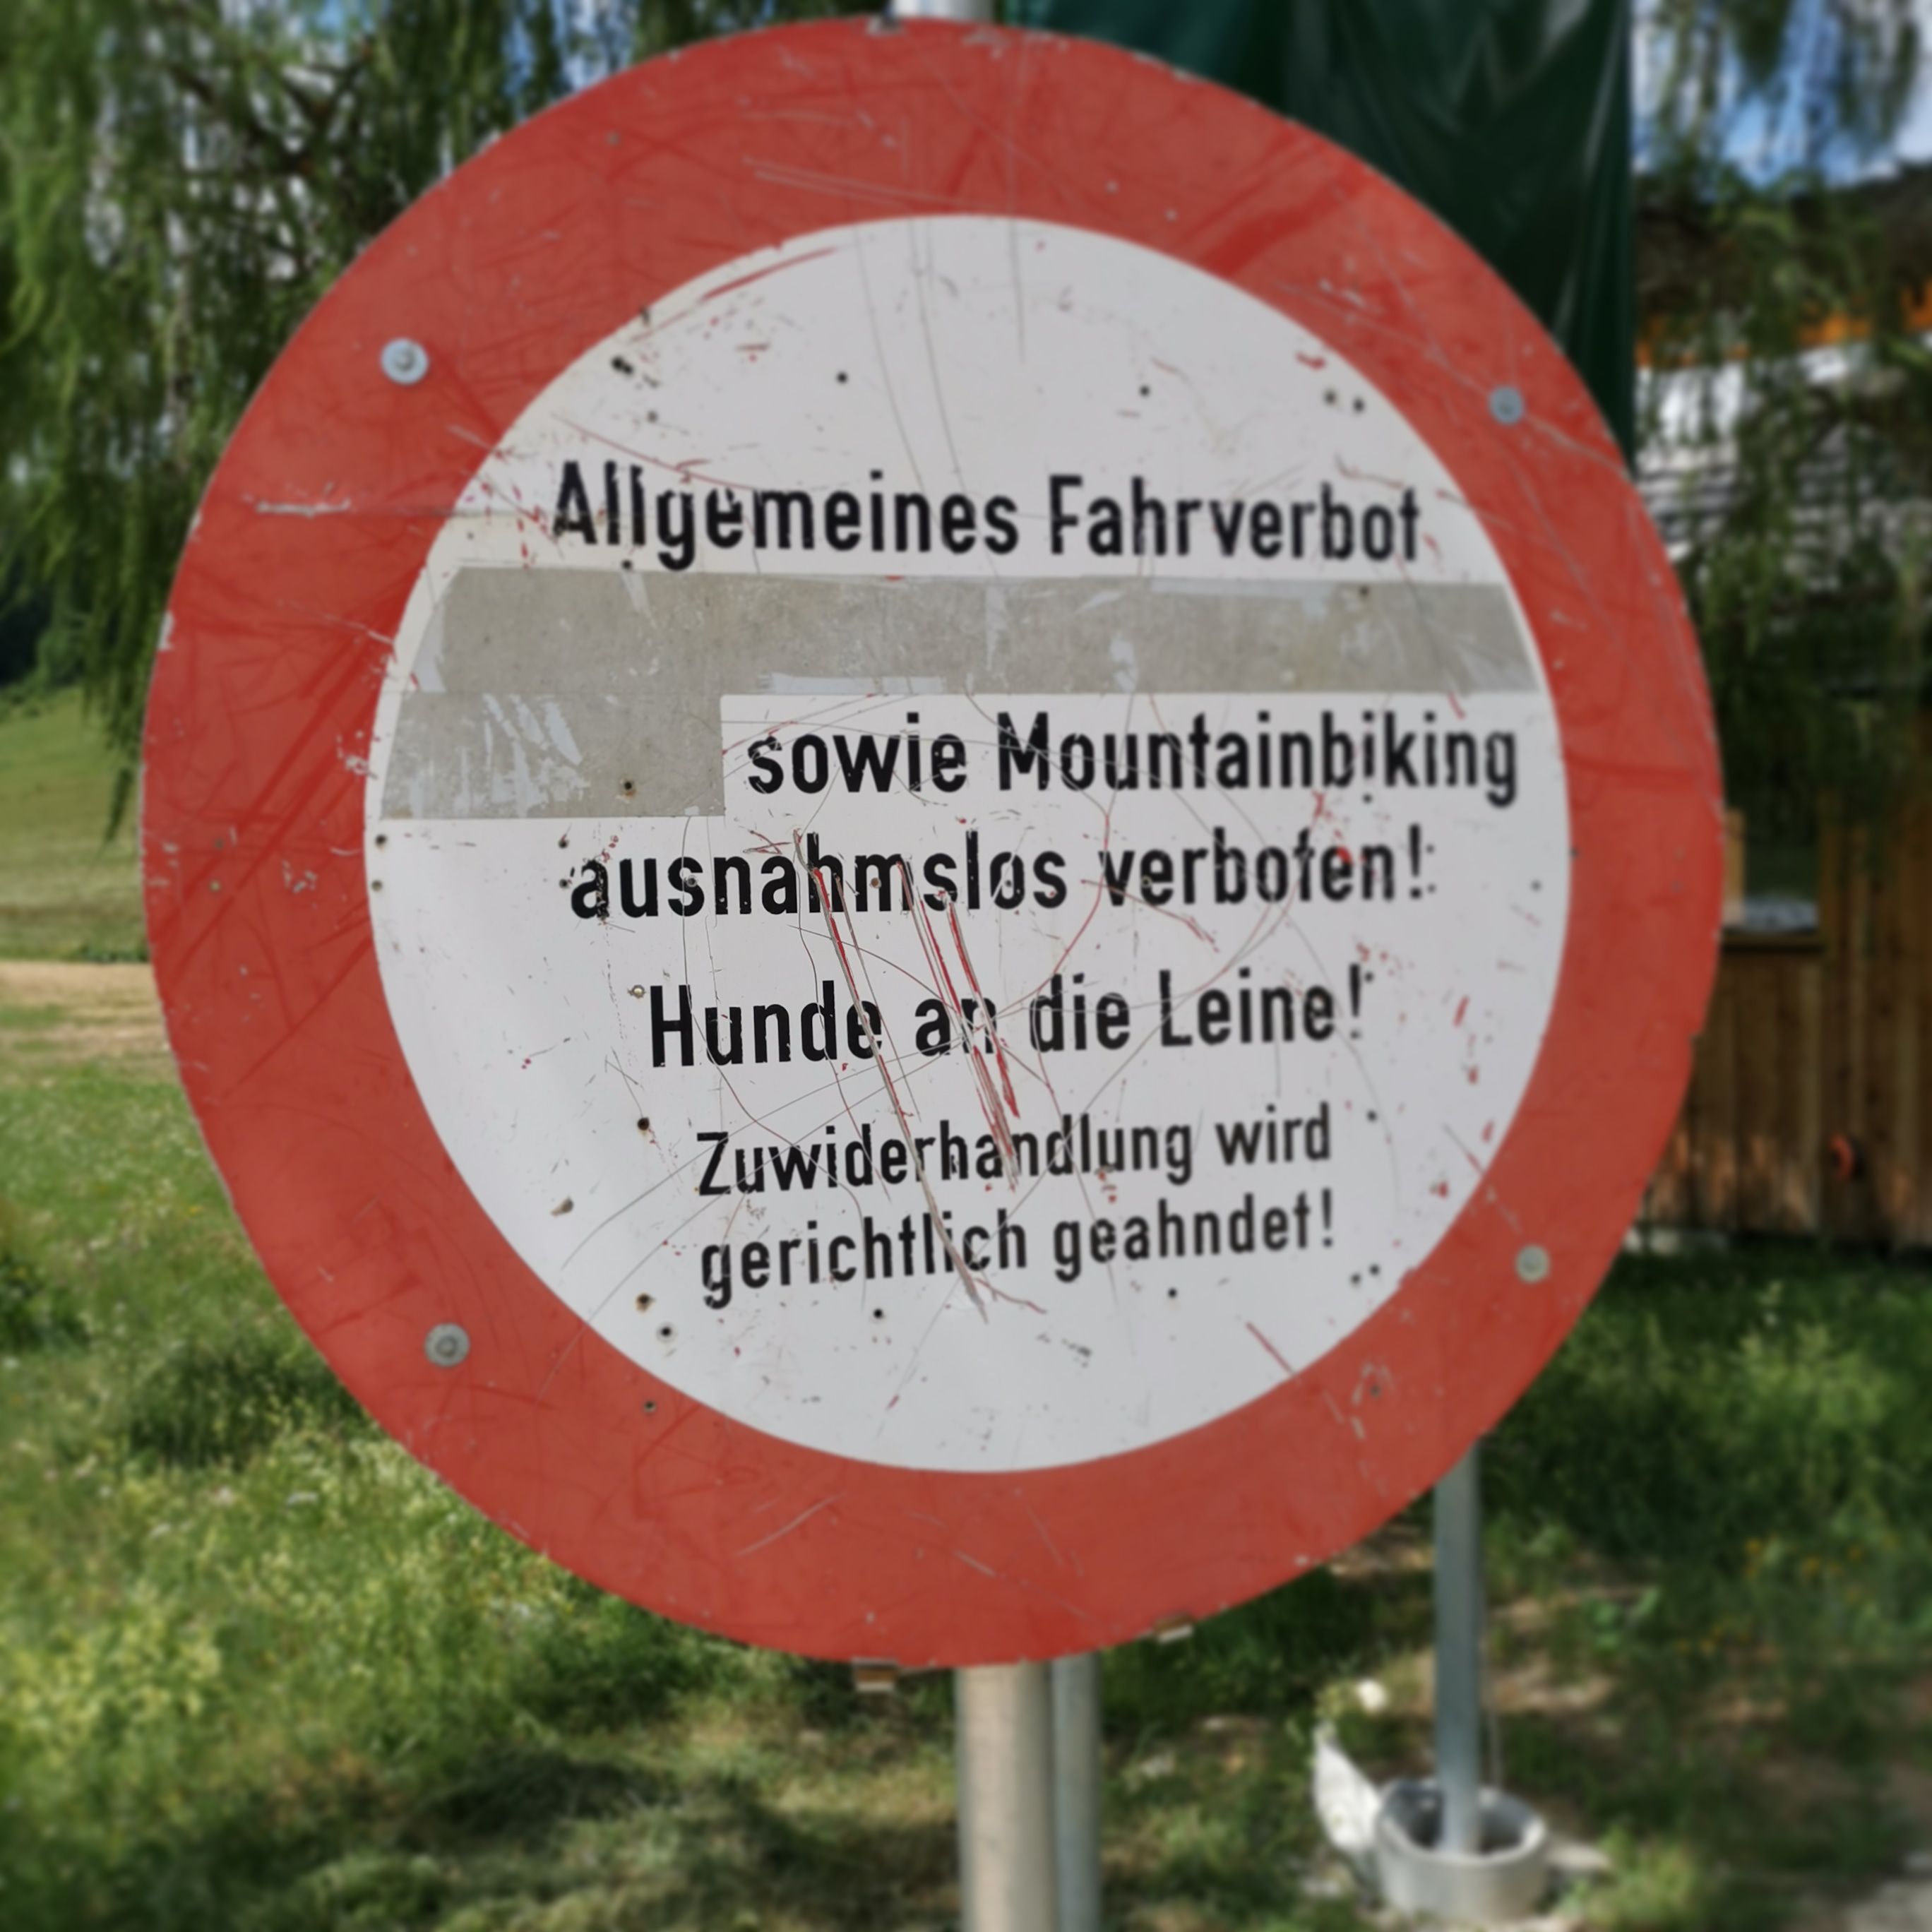 Allgemeines Fahrverbot
sowie Mountainbiking
ausnahmslos verboten!
Hunde an die Leine!
Zuwiderhandlung wird
gerichtlich geahndet!